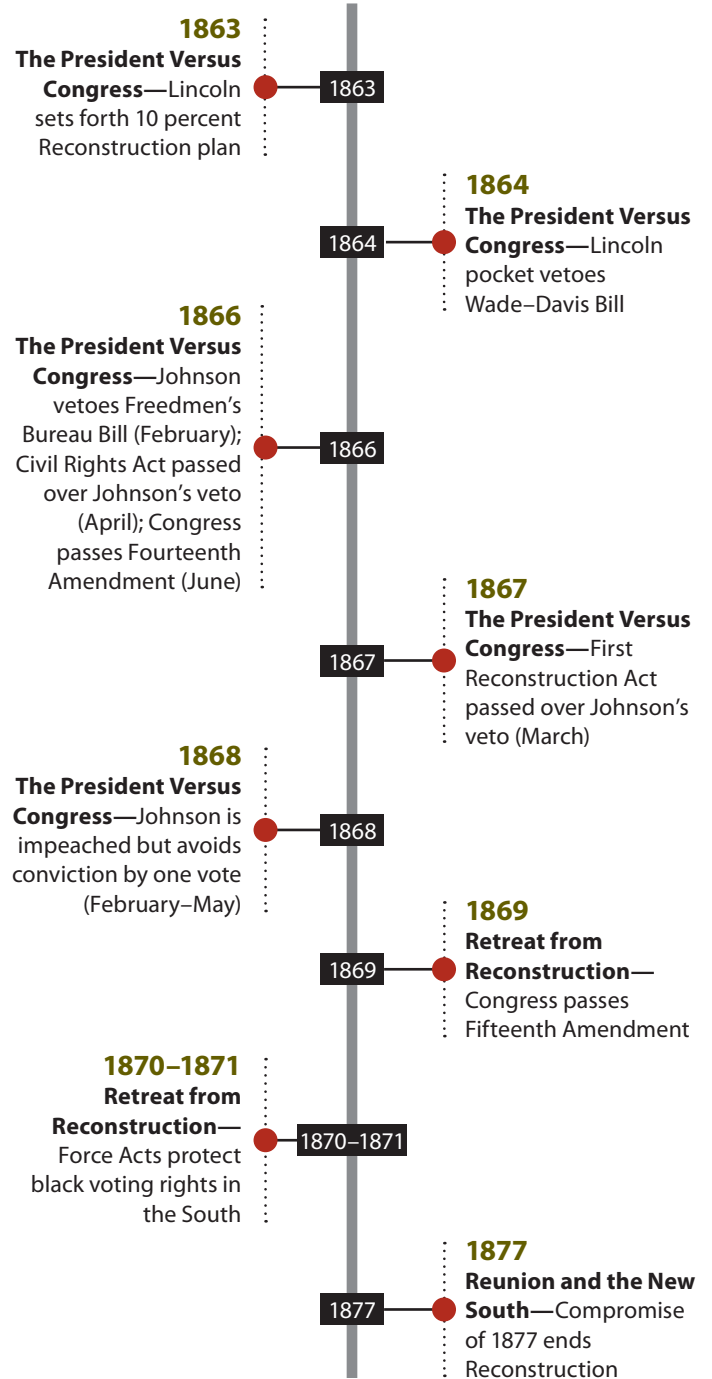 1863
The President Versus
Congress—Lincoln
sets forth 10 percent
Reconstruction plan
1863
1864
The President Versus
Congress—Lincoln
pocket vetoes
Wade–Davis Bill
1864
1866
The President Versus
Congress—Johnson
vetoes Freedmen’s
Bureau Bill (February);
Civil Rights Act passed
over Johnson’s veto
(April); Congress
passes Fourteenth
Amendment (June)
1866
1867
The President Versus
Congress—First
Reconstruction Act
passed over Johnson’s
veto (March)
1867
1868
The President Versus
Congress—Johnson is
impeached but avoids
conviction by one vote
(February–May)
1868
1869
Retreat from
Reconstruction—
Congress passes
Fifteenth Amendment
1869
1870–1871
Retreat from
Reconstruction—
Force Acts protect
black voting rights in
the South
1870–1871
1877
Reunion and the New
South—Compromise
of 1877 ends
Reconstruction
1877